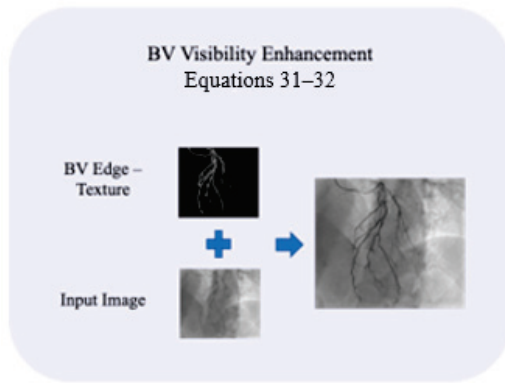 BV Visibility Enhancement
Equations 31–32
BV Edge –
Texture
Input Image